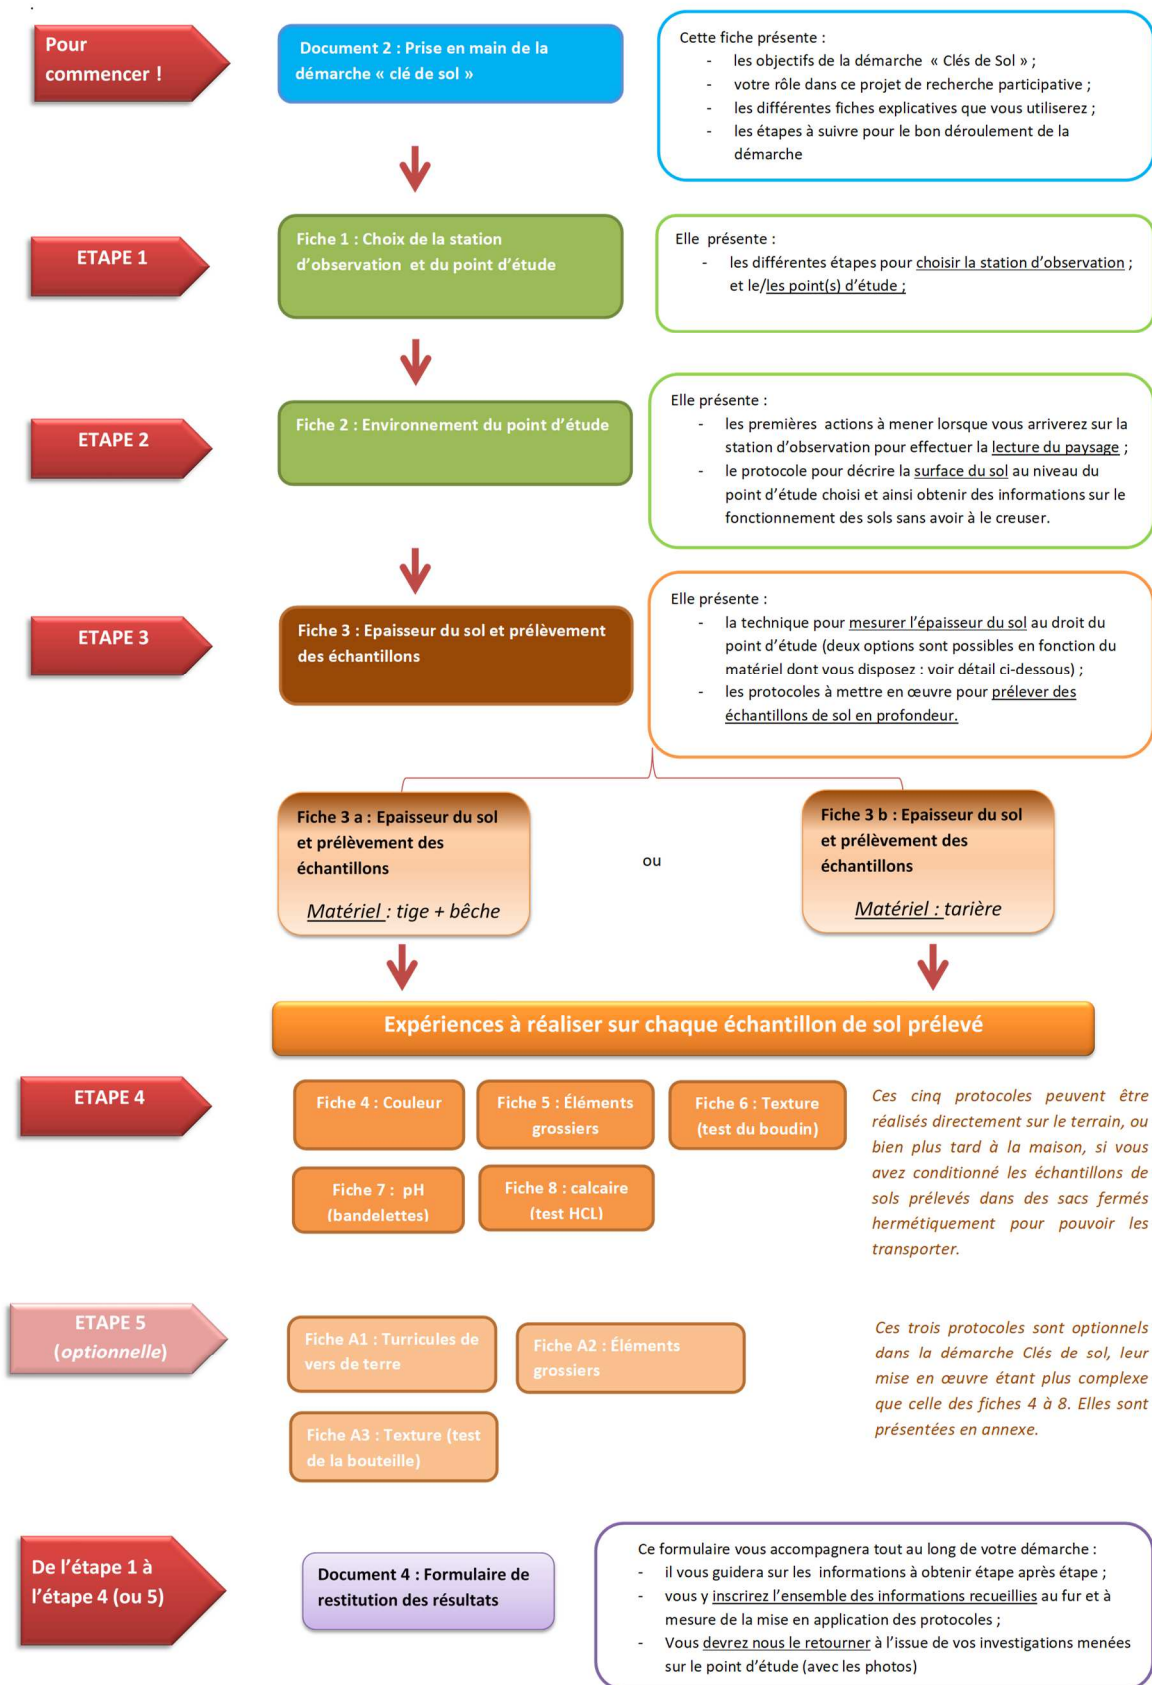 Pour
commencer !
Document 2 : Prise en main de la
démarche « clé de sol »
Cette fiche présente :
- les objectifs de la démarche « Clés de Sol » ;
- votre rôle dans ce projet de recherche participative ;
- les différentes fiches explicatives que vous utiliserez ;
- les étapes à suivre pour le bon déroulement de la
démarche
ETAPE 1
Fiche 1 : Choix de la station
d'observation et du point d'étude
Elle présente :
- les différentes étapes pour choisir la station d'observation ;
et le/les point(s) d'étude ;
ETAPE 2
Fiche 2 : Environnement du point d'étude
Elle présente :
- les premières actions à mener lorsque vous arriverez sur la
station d'observation pour effectuer la lecture du paysage ;
- le protocole pour décrire la surface du sol au niveau du
point d'étude choisi et ainsi obtenir des informations sur le
fonctionnement des sols sans avoir à le creuser.
ETAPE 3
Fiche 3 : Epaisseur du sol et prélèvement
des échantillons
Elle présente :
- la technique pour mesurer l'épaisseur du sol au droit du
point d'étude (deux options sont possibles en fonction du
matériel dont vous disposez : voir détail ci-dessous) ;
- les protocoles à mettre en œuvre pour prélever des
échantillons de sol en profondeur.
Fiche 3 a : Epaisseur du sol
et prélèvement des
échantillons
Matériel : tige + bêche
ou
Fiche 3 b : Epaisseur du sol
et prélèvement des
échantillons
Matériel : tarière
Expériences à réaliser sur chaque échantillon de sol prélevé
ETAPE 4
Fiche 4 : Couleur
Fiche 5 : Éléments
grossiers
Fiche 6 : Texture
(test du boudin)
Fiche 7 : pH
(bandelettes)
Fiche 8 : calcaire
(test HCL)
Ces cinq protocoles peuvent être
réalisés directement sur le terrain, ou
bien plus tard à la maison, si vous
avez conditionné les échantillons de
sols prélevés dans des sacs fermés
hermétiquement pour pouvoir les
transporter.
ETAPE 5
(optionnelle)
Fiche A1 : Turricules de
vers de terre
Fiche A2 : Éléments
grossiers
Fiche A3 : Texture (test
de la bouteille)
Ces trois protocoles sont optionnels
dans la démarche Clés de sol, leur
mise en œuvre étant plus complexe
que celle des fiches 4 à 8. Elles sont
présentées en annexe.
De l'étape 1 à
l'étape 4 (ou 5)
Document 4 : Formulaire de
restitution des résultats
Ce formulaire vous accompagnera tout au long de votre démarche :
- il vous guidera sur les informations à obtenir étape après étape ;
- vous y inscrirez l'ensemble des informations recueillies au fur et à
mesure de la mise en application des protocoles ;
- Vous devrez nous le retourner à l'issue de vos investigations menées
sur le point d'étude (avec les photos)